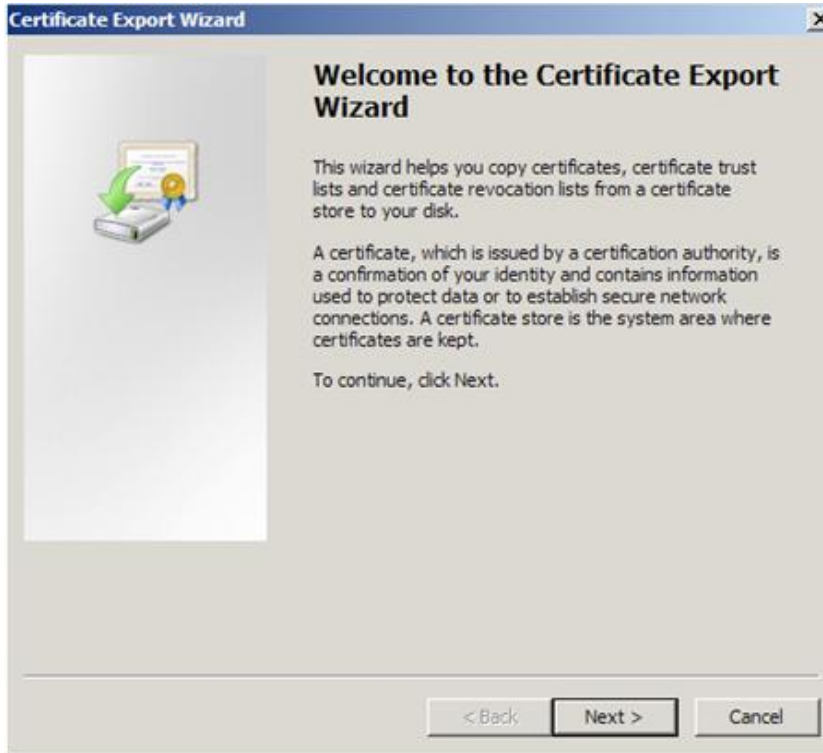 Certificate Export Wizard
Welcome to the Certificate Export
Wizard
This wizard helps you copy certificates, certificate trust
lists and certificate revocation lists from a certificate
store to your disk.
A certificate, which is issued by a certification authority, is
a confirmation of your identity and contains information
used to protect data or to establish secure network
connections. A certificate store is the system area where
certificates are kept.
To continue, click Next.
< Back Next > Cancel